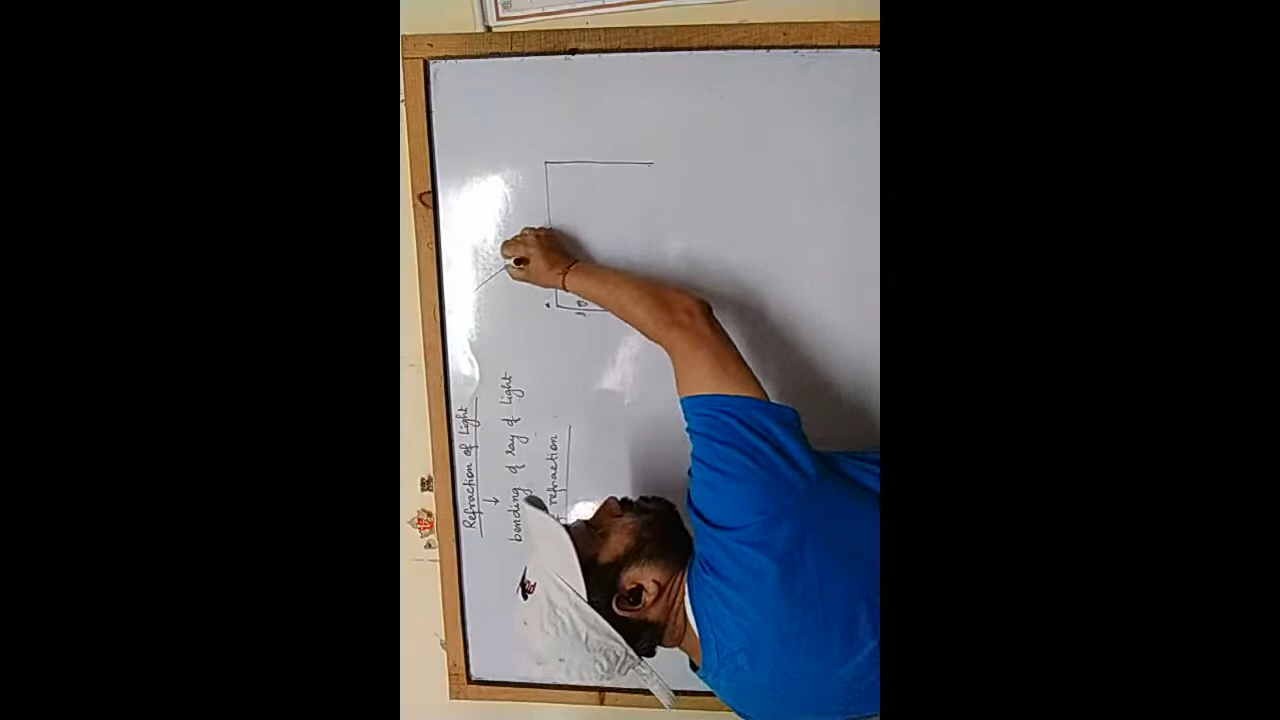 Refraction of Light
↓
bending of ray of Light
refraction